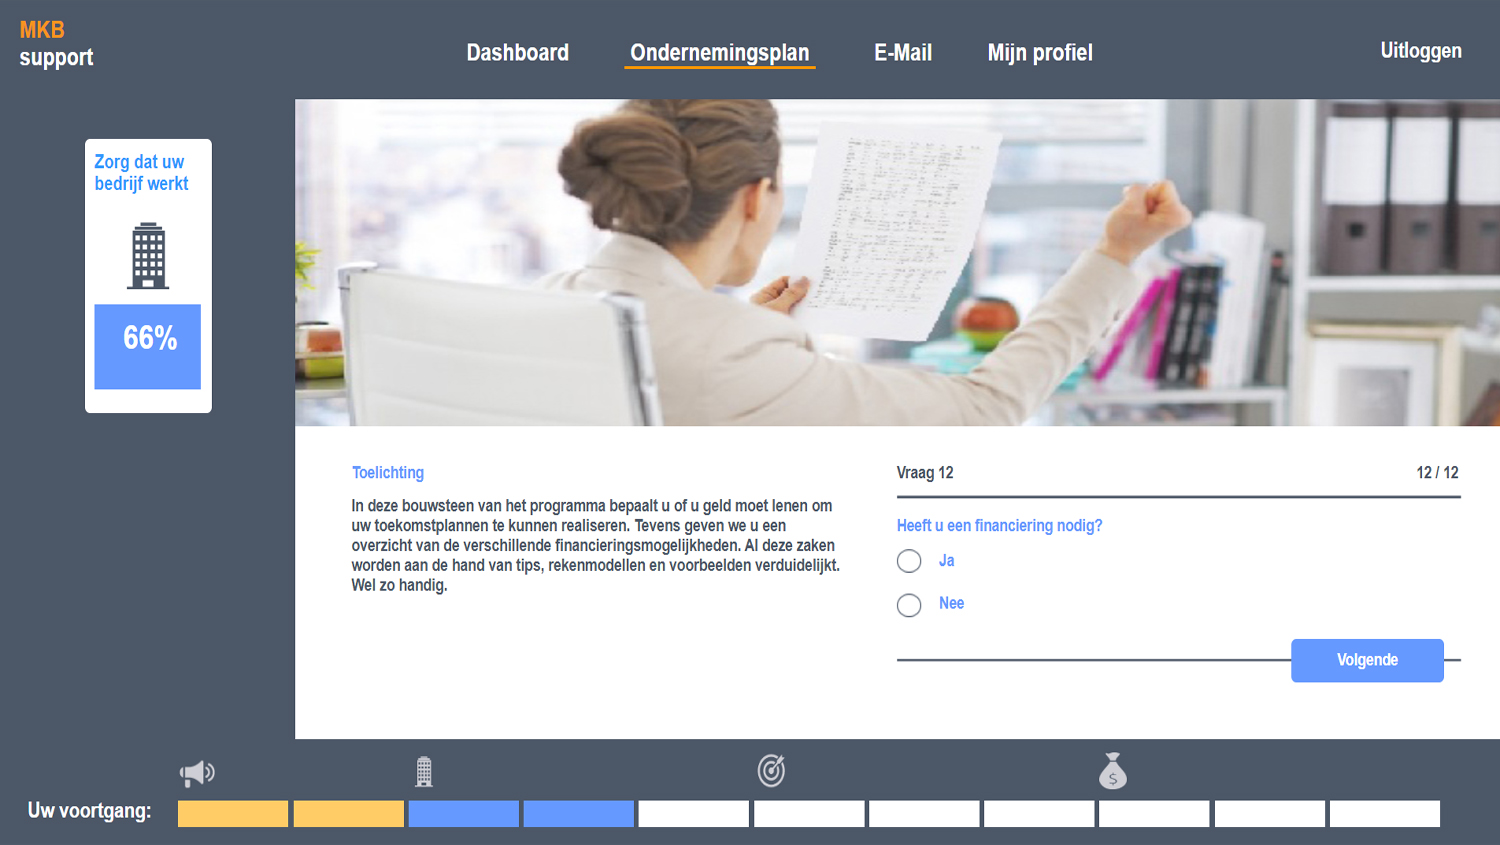 MKB
support
Dashboard
Ondernemingsplan
E-Mail
Mijn profiel
Uitloggen
Zorg dat uw
bedrijf werkt
66%
Toelichting
In deze bouwsteen van het programma bepaalt u of u geld moet lenen om
uw toekomstplannen te kunnen realiseren. Tevens geven we u een
overzicht van de verschillende financieringsmogelijkheden. Al deze zaken
worden aan de hand van tips, rekenmodellen en voorbeelden verduidelijkt.
Wel zo handig.
Vraag 12
12 / 12
Heeft u een financiering nodig?
Ja
Nee
Volgende
$
Uw voortgang: